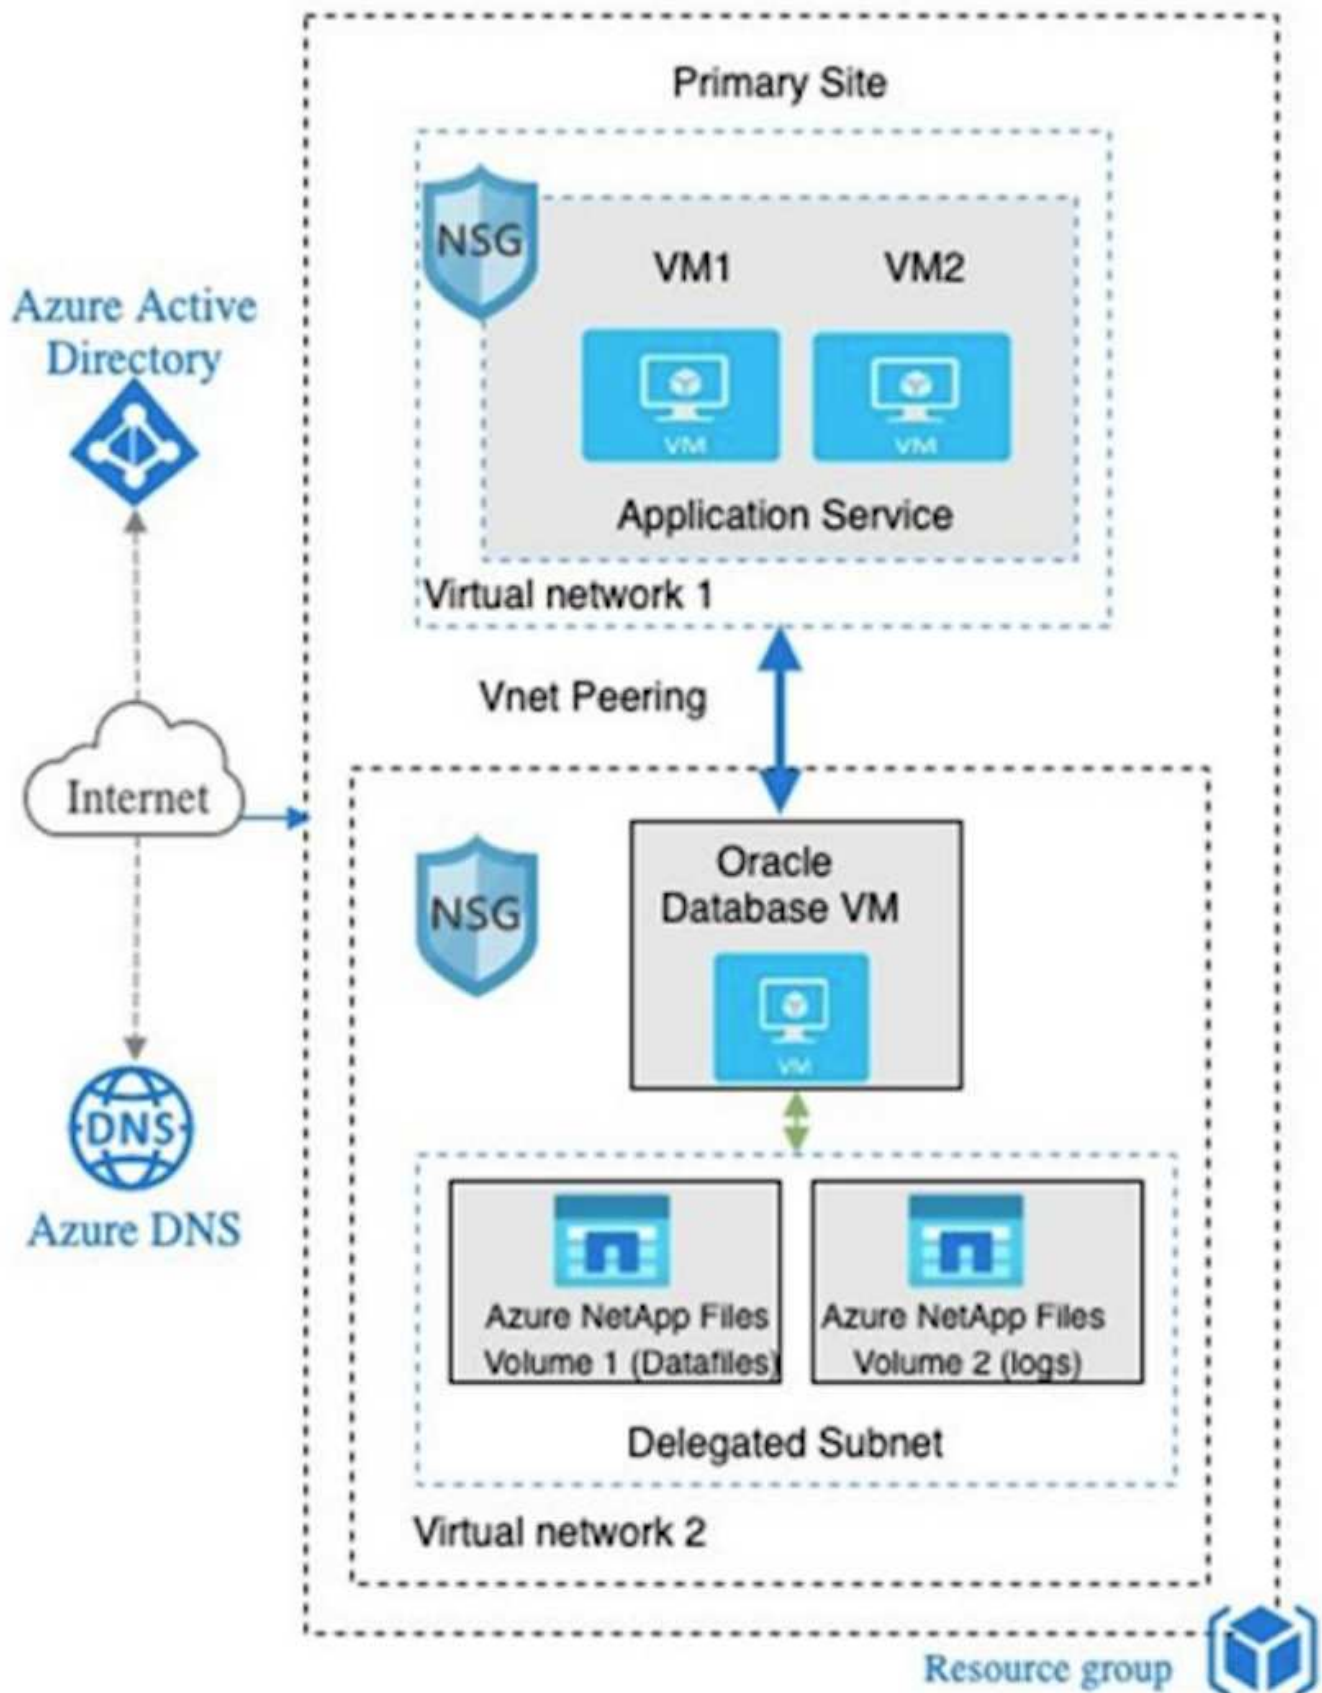 Primary Site
NSG
VM1
VM2
VM
VM
Application Service
Virtual network 1
Azure Active
Directory
Vnet Peering
Internet
Oracle
Database VM
NSG
VM
DNS
Azure DNS
Azure NetApp Files
Volume 1 (Datafiles)
Azure NetApp Files
Volume 2 (logs)
Delegated Subnet
Virtual network 2
Resource group